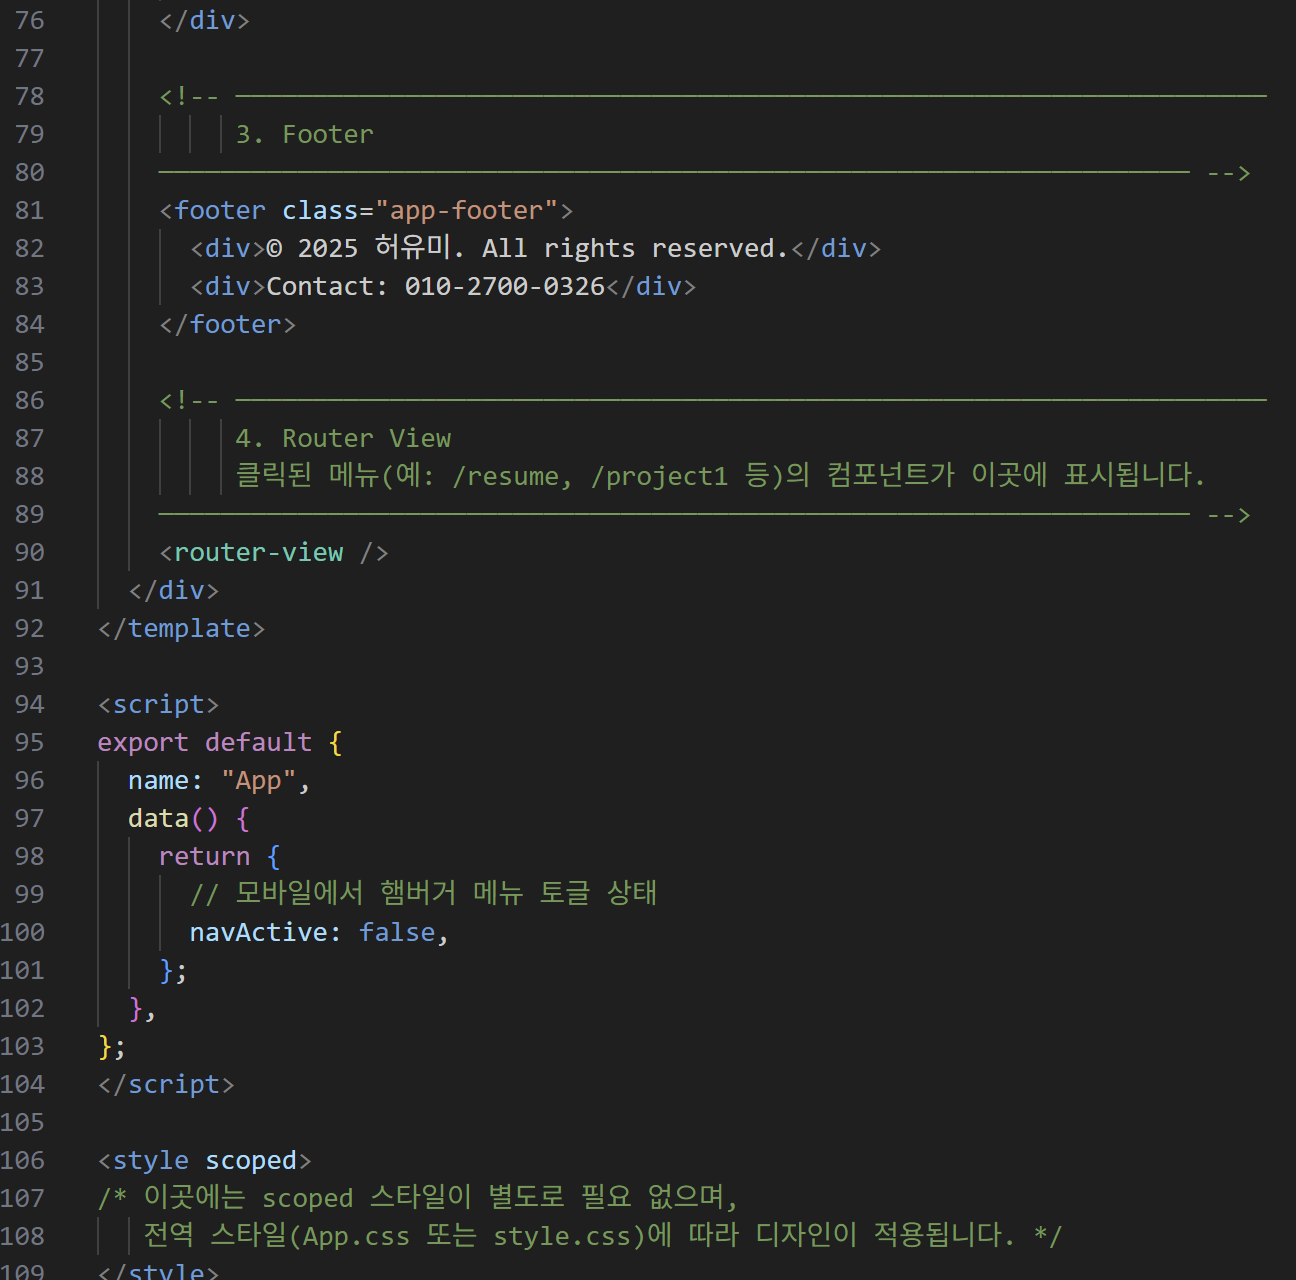 76 </div>
77
78 <!-- ───────────────────────────────────────────────────────────────────
79 3. Footer
80 ─────────────────────────────────────────────────────────────────── -->
81 <footer class="app-footer">
82 <div>© 2025 허유미. All rights reserved.</div>
83 <div>Contact: 010-2700-0326</div>
84 </footer>
85
86 <!-- ───────────────────────────────────────────────────────────────────
87 4. Router View
88 클릭된 메뉴(예: /resume, /project1 등)의 컴포넌트가 이곳에 표시됩니다.
89 ─────────────────────────────────────────────────────────────────── -->
90 <router-view />
91 </div>
92 </template>
93
94 <script>
95 export default {
96 name: "App",
97 data() {
98 return {
99 // 모바일에서 햄버거 메뉴 토글 상태
100 navActive: false,
101 };
102 },
103 };
104 </script>
105
106 <style scoped>
107 /* 이곳에는 scoped 스타일이 별도로 필요 없으며,
108 전역 스타일(App.css 또는 style.css)에 따라 디자인이 적용됩니다. */
109 </style>